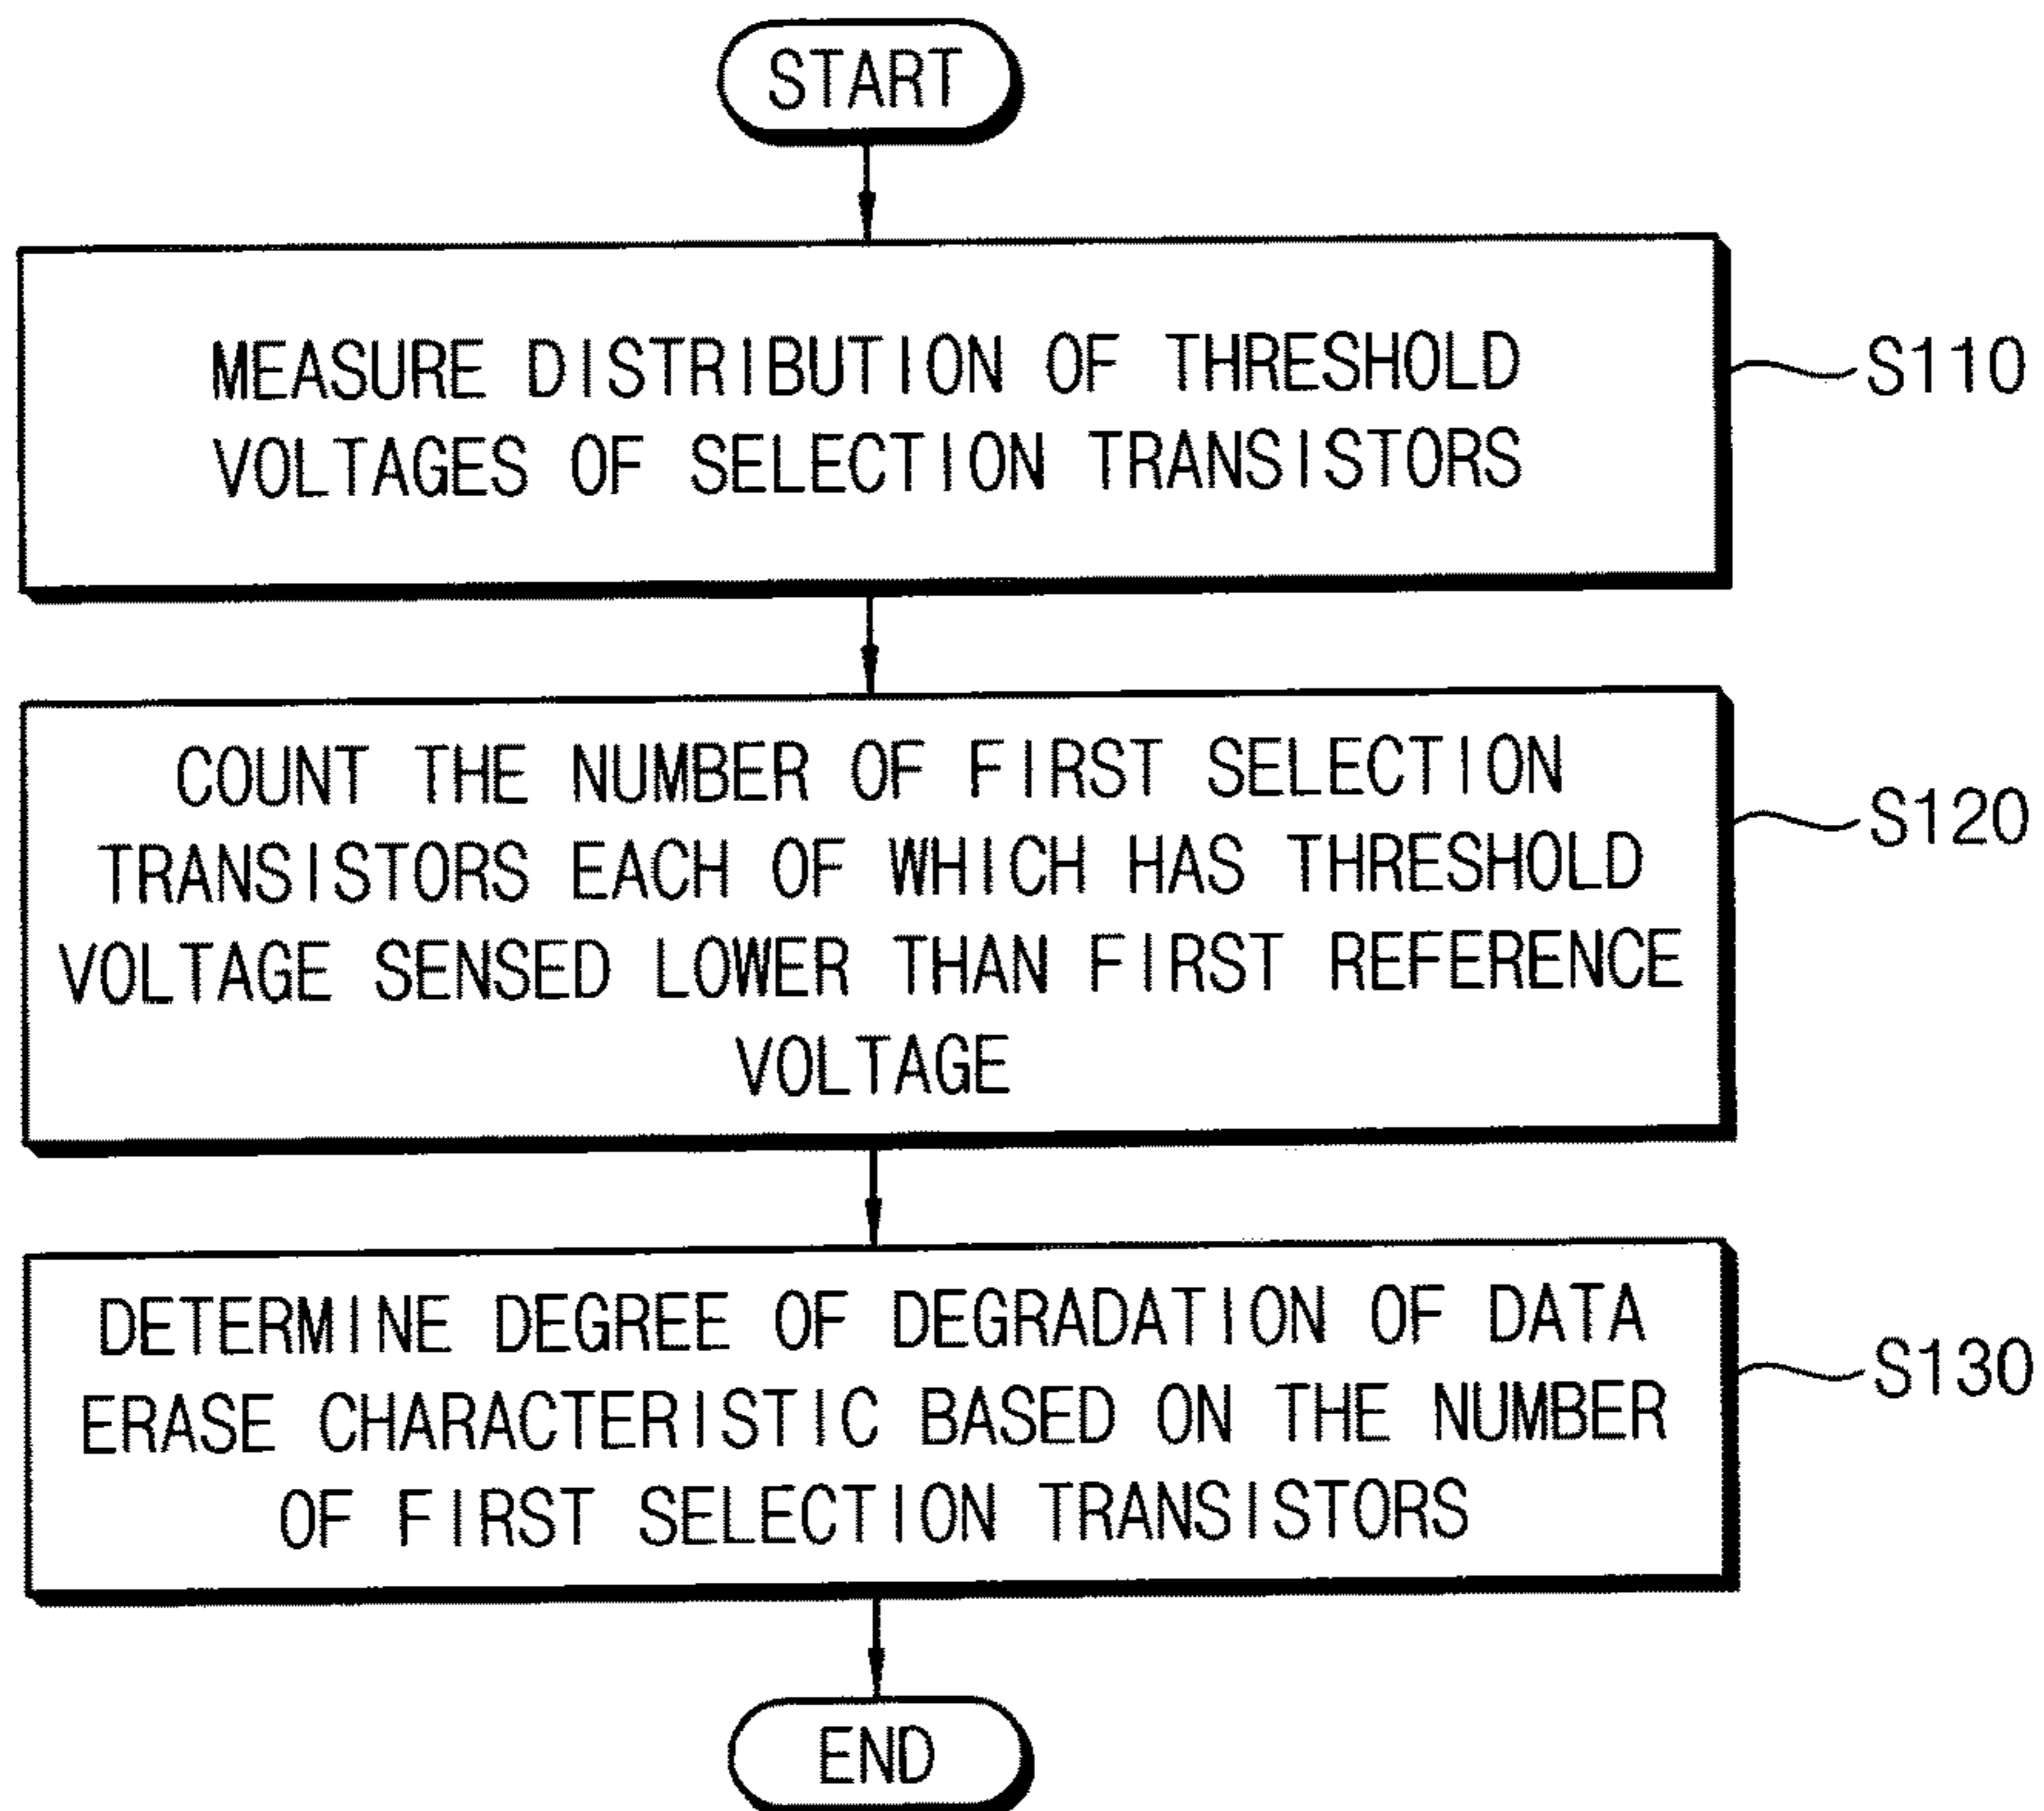 START
MEASURE DISTRIBUTION OF THRESHOLD
VOLTAGES OF SELECTION TRANSISTORS
S110
COUNT THE NUMBER OF FIRST SELECTION
TRANSISTORS EACH OF WHICH HAS THRESHOLD
VOLTAGE SENSED LOWER THAN FIRST REFERENCE
VOLTAGE
S120
DETERMINE DEGREE OF DEGRADATION OF DATA
ERASE CHARACTERISTIC BASED ON THE NUMBER
OF FIRST SELECTION TRANSISTORS
S130
END